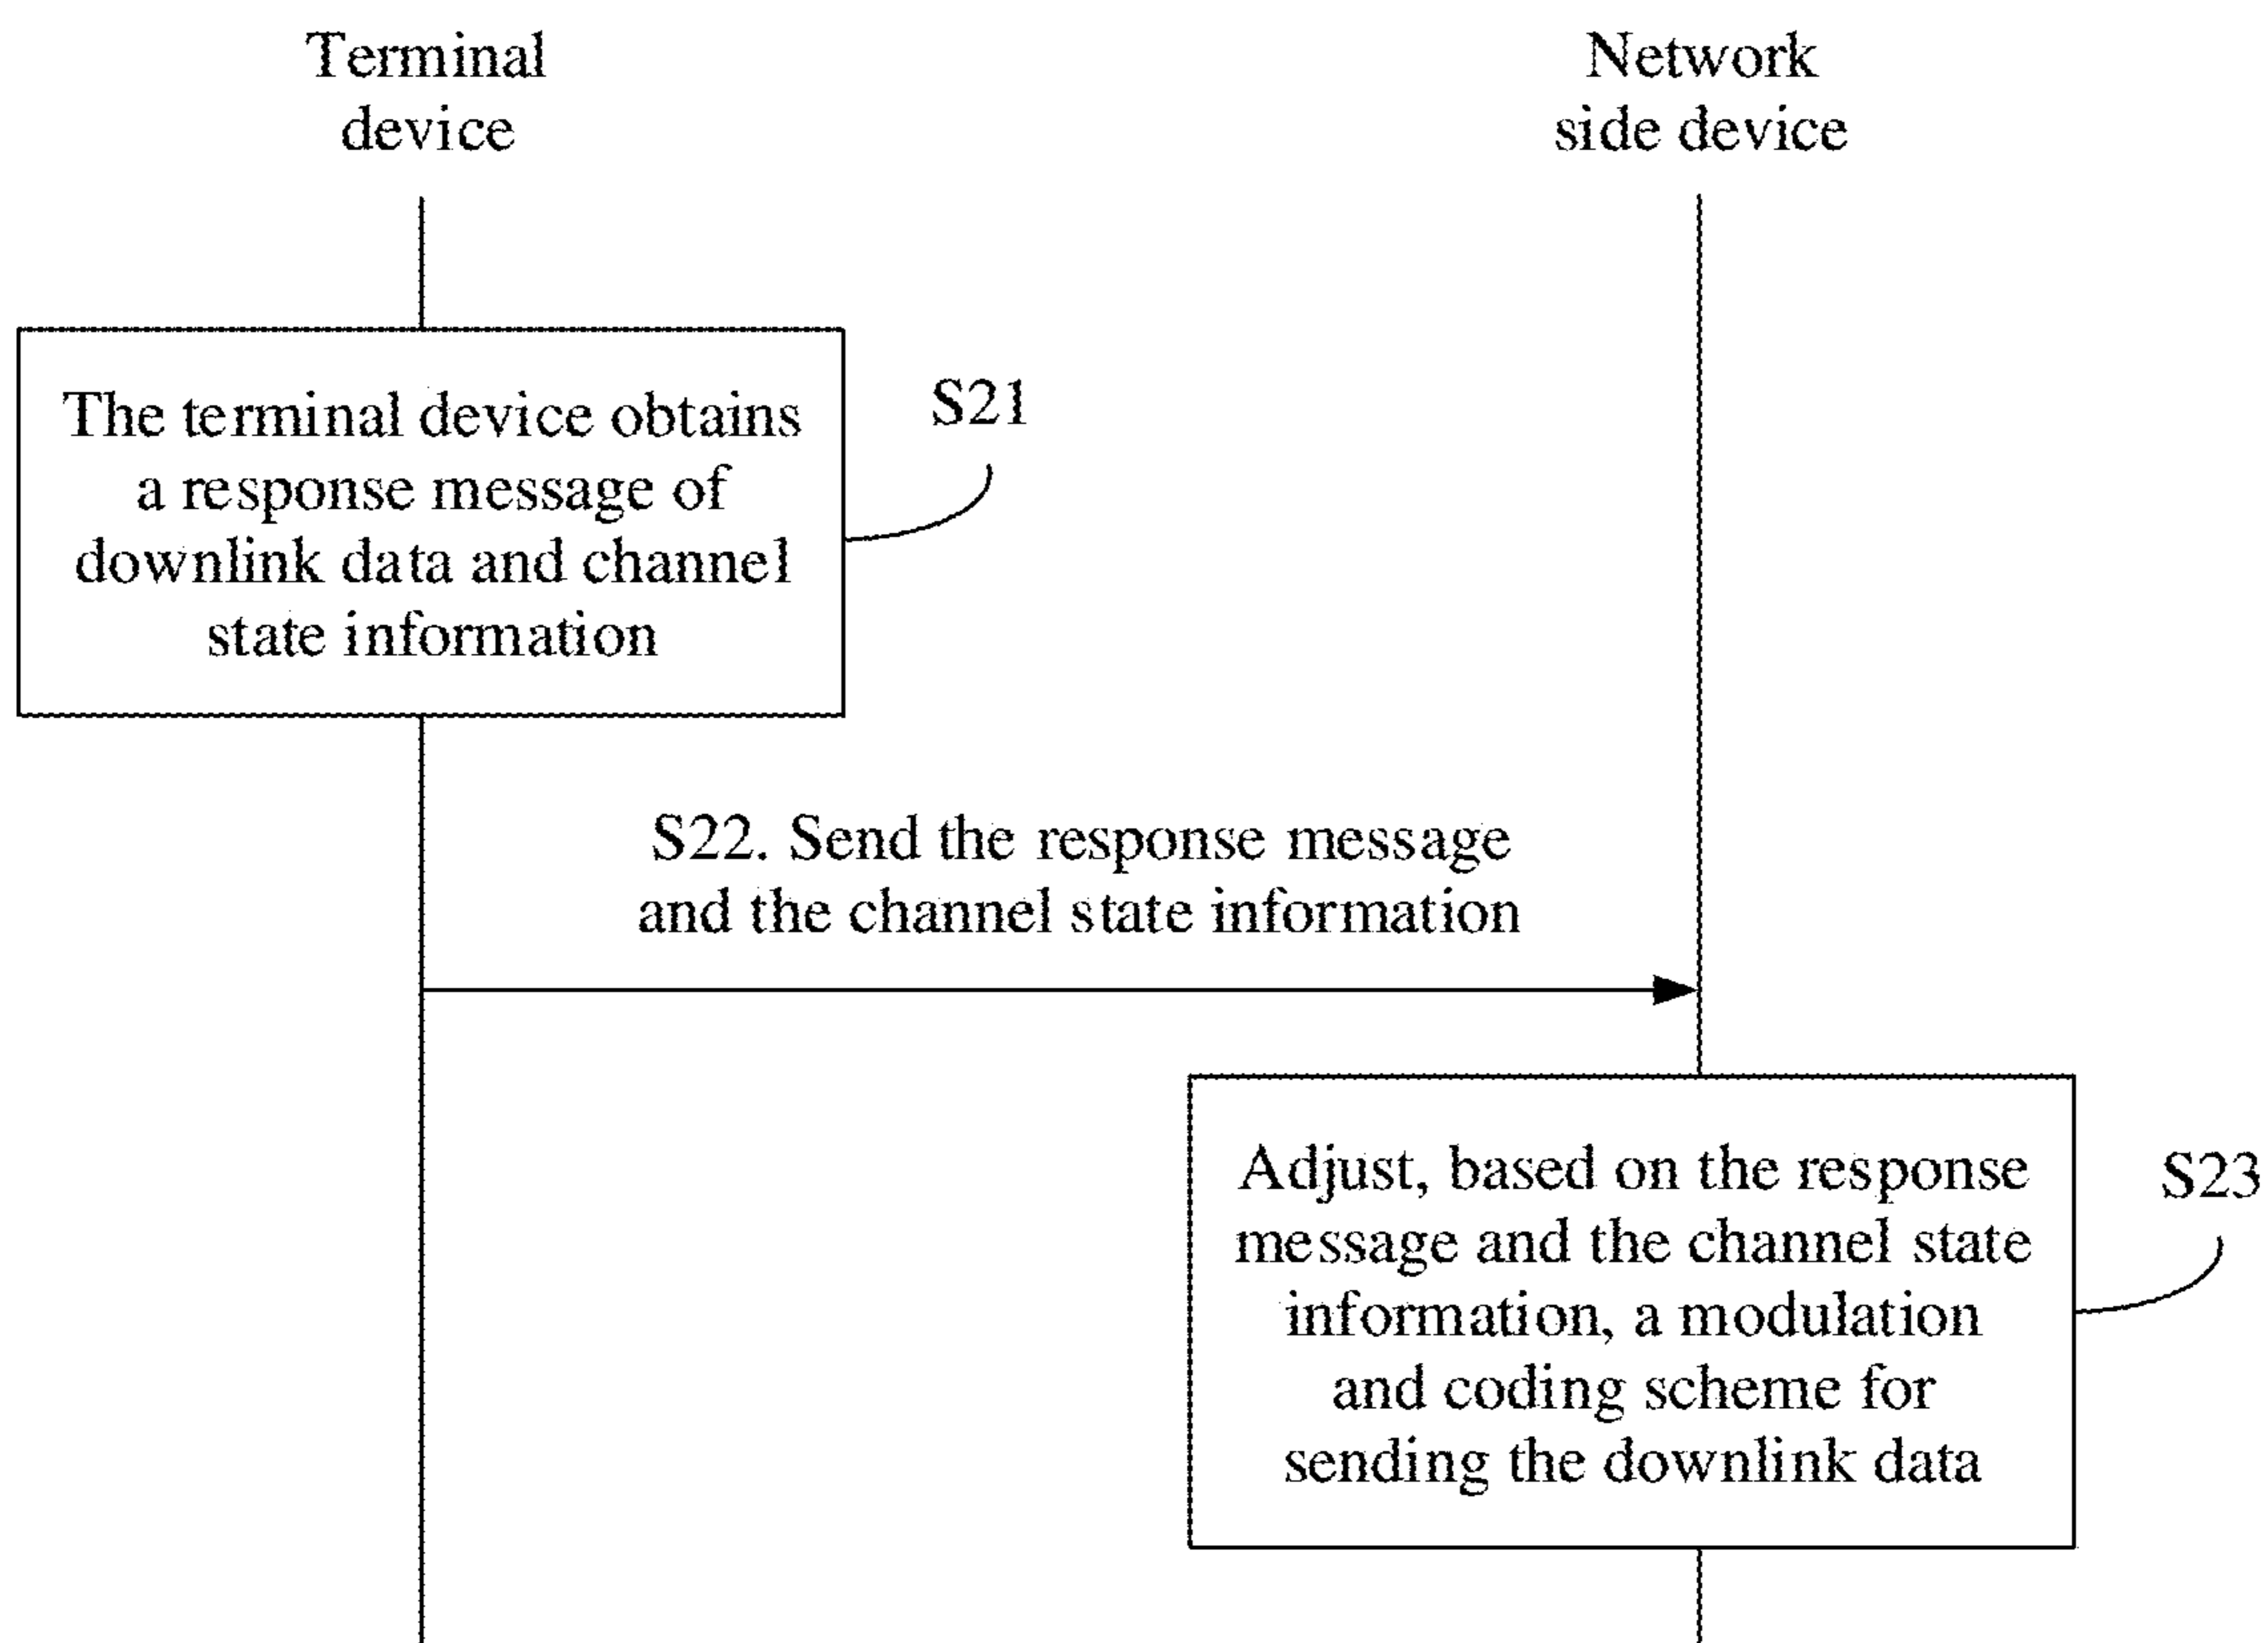 Terminal
device
Network
side device
The terminal device obtains
a response message of
downlink data and channel
state information
S21
S22. Send the response message
and the channel state information
Adjust, based on the response
message and the channel state
information, a modulation
and coding scheme for
sending the downlink data
S23